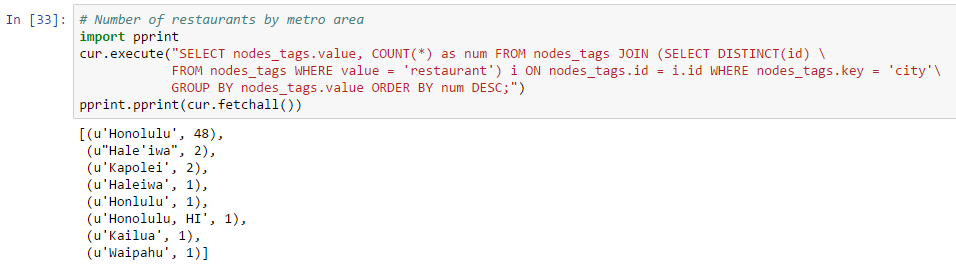 In [33]: # Number of restaurants by metro area
import pprint
cur.execute("SELECT nodes_tags.value, COUNT(*) as num FROM nodes_tags JOIN (SELECT DISTINCT(id) \
FROM nodes_tags WHERE value = 'restaurant') i ON nodes_tags.id = i.id WHERE nodes_tags.key = 'city'\
GROUP BY nodes_tags.value ORDER BY num DESC;")
pprint.pprint(cur.fetchall())
[(u'Honolulu', 48),
(u"Hale'iwa", 2),
(u'Kapolei', 2),
(u'Haleiwa', 1),
(u'Honlulu', 1),
(u'Honolulu, HI', 1),
(u'Kailua', 1),
(u'Waipahu', 1)]